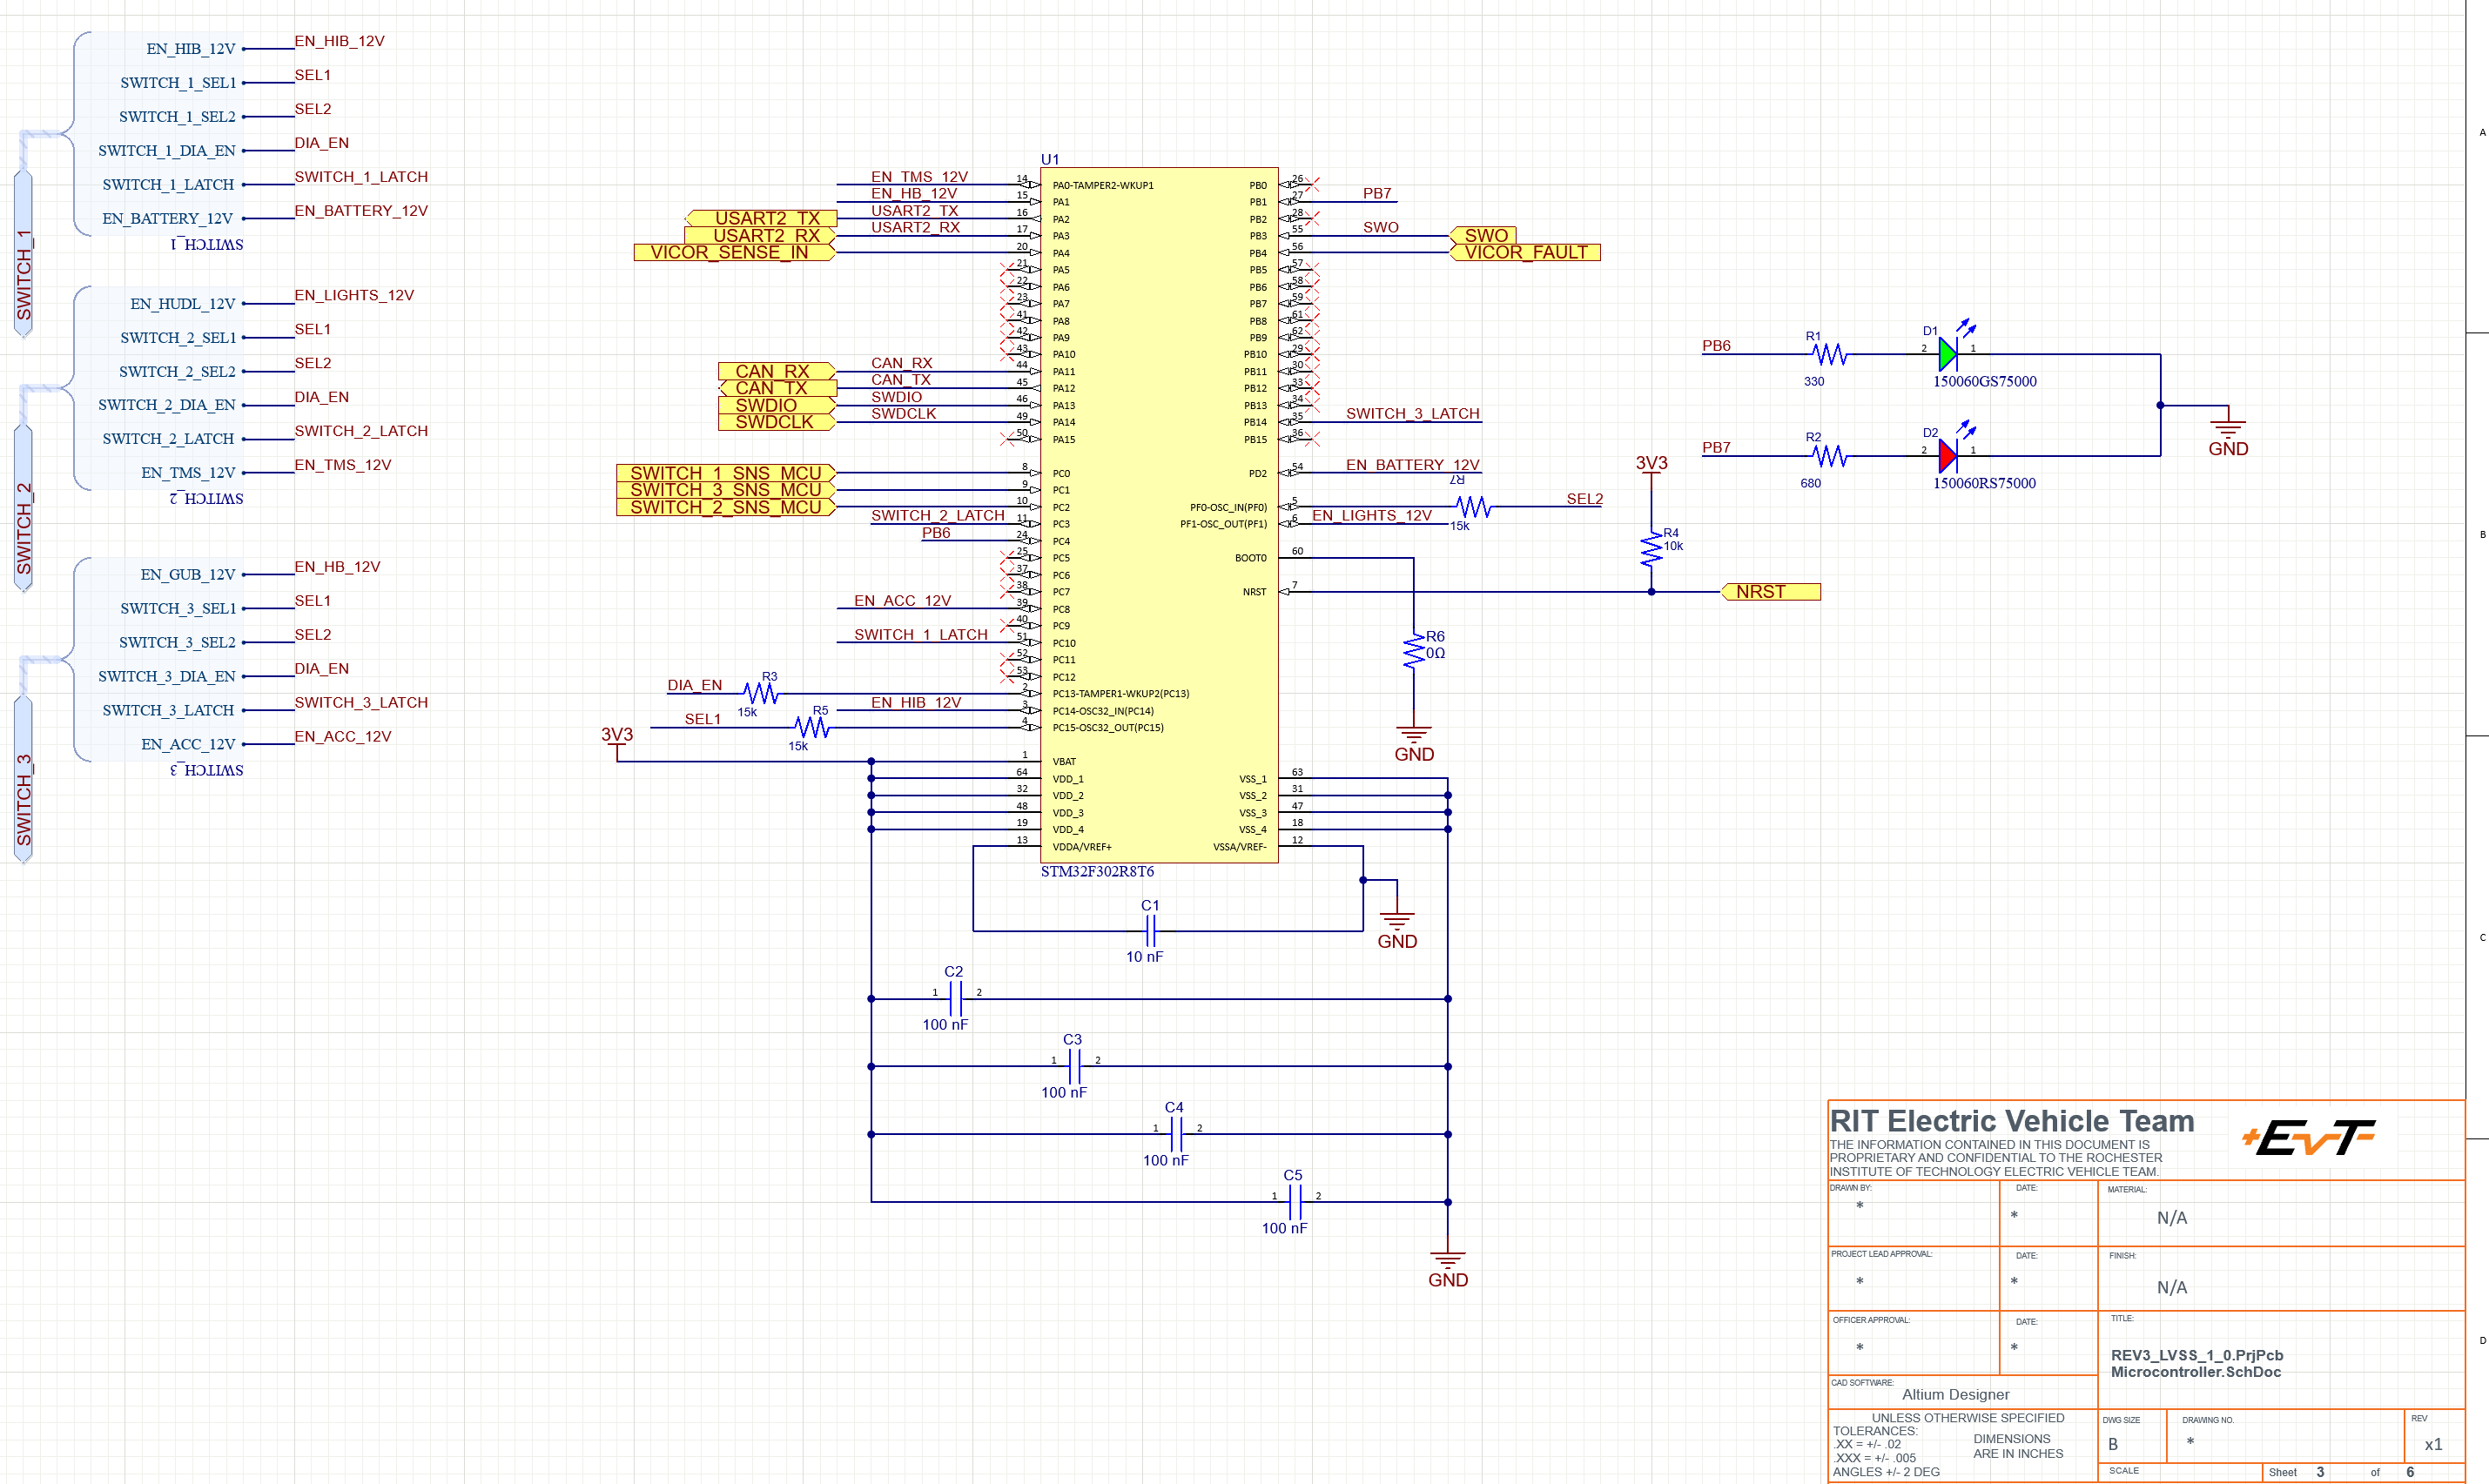 EN_HIB_12V EN_HIB_12V
SWITCH_1_SEL1 SEL1
SWITCH_1_SEL2 SEL2
SWITCH_1_DIA_EN DIA_EN
SWITCH_1_LATCH SWITCH_1_LATCH
EN_BATTERY_12V EN_BATTERY_12V
SWITCH_1
SWITCH_1
EN_HUDL_12V EN_LIGHTS_12V
SWITCH_2_SEL1 SEL1
SWITCH_2_SEL2 SEL2
SWITCH_2_DIA_EN DIA_EN
SWITCH_2_LATCH SWITCH_2_LATCH
EN_TMS_12V EN_TMS_12V
SWITCH_2
SWITCH_2
EN_GUB_12V EN_HB_12V
SWITCH_3_SEL1 SEL1
SWITCH_3_SEL2 SEL2
SWITCH_3_DIA_EN DIA_EN
SWITCH_3_LATCH SWITCH_3_LATCH
EN_ACC_12V EN_ACC_12V
SWITCH_3
SWITCH_3
U1
EN_TMS_12V 14 PA0-TAMPER2-WKUP1
EN_HB_12V 15 PA1
USART2_TX USART2_TX 16 PA2
USART2_RX USART2_RX 17 PA3
VICOR_SENSE_IN 20 PA4
21 PA5
22 PA6
23 PA7
41 PA8
42 PA9
43 PA10
CAN_RX CAN_RX 44 PA11
CAN_TX CAN_TX 45 PA12
SWDIO SWDIO 46 PA13
SWDCLK SWDCLK 49 PA14
50 PA15
SWITCH_1_SNS_MCU 8 PC0
SWITCH_3_SNS_MCU 9 PC1
SWITCH_2_SNS_MCU 10 PC2
SWITCH_2_LATCH 11 PC3
PB6 24 PC4
25 PC5
37 PC6
38 PC7
EN_ACC_12V 39 PC8
40 PC9
SWITCH_1_LATCH 51 PC10
52 PC11
53 PC12
DIA_EN R3 15k 2 PC13-TAMPER1-WKUP2(PC13)
EN_HIB_12V 3 PC14-OSC32_IN(PC14)
SEL1 R5 15k 4 PC15-OSC32_OUT(PC15)
3V3
1 VBAT
64 VDD_1
32 VDD_2
48 VDD_3
19 VDD_4
13 VDDA/VREF+
PB0 26
PB1 27 PB7
PB2 28
PB3 55 SWO SWO
PB4 56 VICOR_FAULT
PB5 57
PB6 58
PB7 59
PB8 61
PB9 62
PB10 29
PB11 30
PB12 33
PB13 34
PB14 35 SWITCH_3_LATCH
PB15 36
PD2 54 EN_BATTERY_12V
PF0-OSC_IN(PF0) 5 R7 15k SEL2
PF1-OSC_OUT(PF1) 6 EN_LIGHTS_12V
BOOT0 60
NRST 7 NRST
3V3
R4
10k
R6
0Ω
GND
VSS_1 63
VSS_2 31
VSS_3 47
VSS_4 18
VSSA/VREF- 12
STM32F302R8T6
GND
C1
10 nF
C2
1 2
100 nF
C3
1 2
100 nF
C4
1 2
100 nF
C5
1 2
100 nF
GND
PB6 R1 330 D1 2 1 150060GS75000
PB7 R2 680 D2 2 1 150060RS75000
GND
A
B
C
D
RIT Electric Vehicle Team
+EVT
THE INFORMATION CONTAINED IN THIS DOCUMENT IS
PROPRIETARY AND CONFIDENTIAL TO THE ROCHESTER
INSTITUTE OF TECHNOLOGY ELECTRIC VEHICLE TEAM.
DRAWN BY: DATE: MATERIAL:
* * N/A
PROJECT LEAD APPROVAL: DATE: FINISH:
* * N/A
OFFICER APPROVAL: DATE: TITLE:
* *
REV3_LVSS_1_0.PrjPcb
Microcontroller.SchDoc
CAD SOFTWARE:
Altium Designer
UNLESS OTHERWISE SPECIFIED
TOLERANCES:
.XX = +/- .02
.XXX = +/- .005
ANGLES +/- 2 DEG
DIMENSIONS
ARE IN INCHES
DWG SIZE DRAWING NO. REV
B * x1
SCALE Sheet 3 of 6